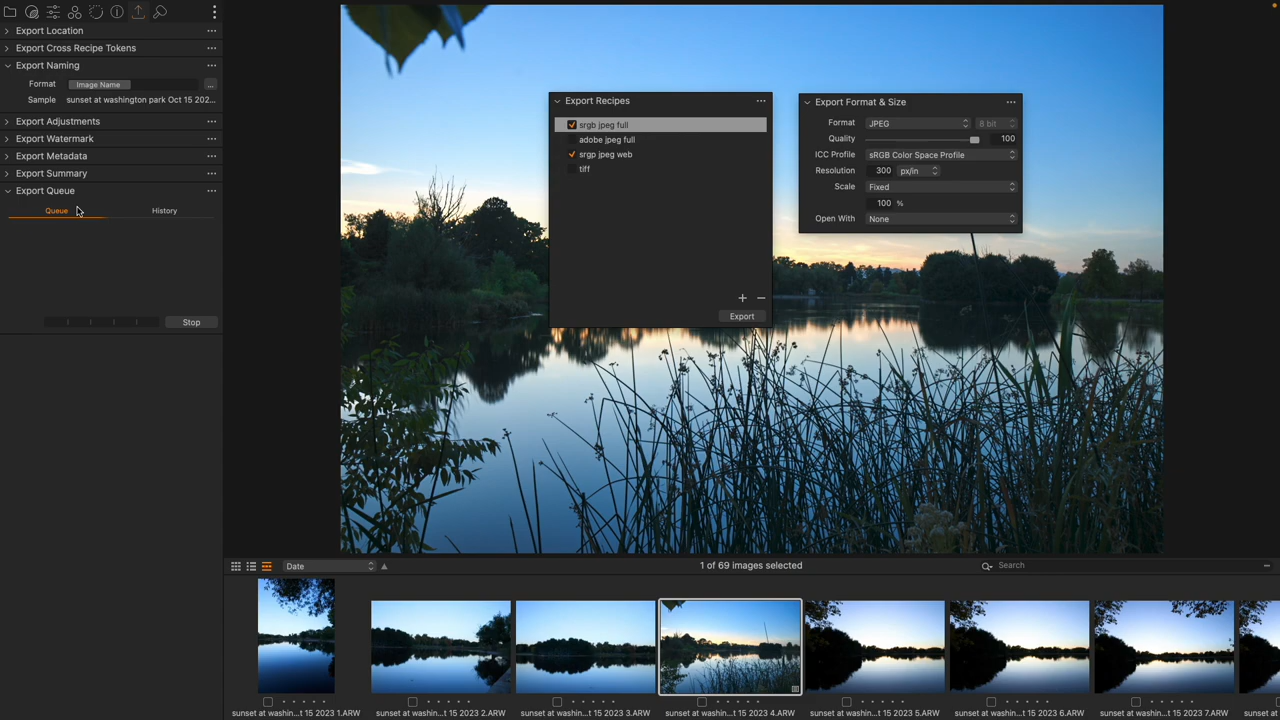 Export Location
Export Cross Recipe Tokens
Export Naming
Format Image Name ...
Sample sunset at washington park Oct 15 202...
Export Adjustments
Export Watermark
Export Metadata
Export Summary
Export Queue
Queue History
Stop
Export Recipes
srgb jpeg full
adobe jpeg full
srgp jpeg web
tiff
Export
Export Format & Size
Format JPEG 8 bit
Quality 100
ICC Profile sRGB Color Space Profile
Resolution 300 px/in
Scale Fixed
100 %
Open With None
Date
1 of 69 images selected
Search
sunset at washin...t 15 2023 1.ARW
sunset at washin...t 15 2023 2.ARW
sunset at washin...t 15 2023 3.ARW
sunset at washin...t 15 2023 4.ARW
sunset at washin...t 15 2023 5.ARW
sunset at washin...t 15 2023 6.ARW
sunset at washin...t 15 2023 7.ARW
sunset at